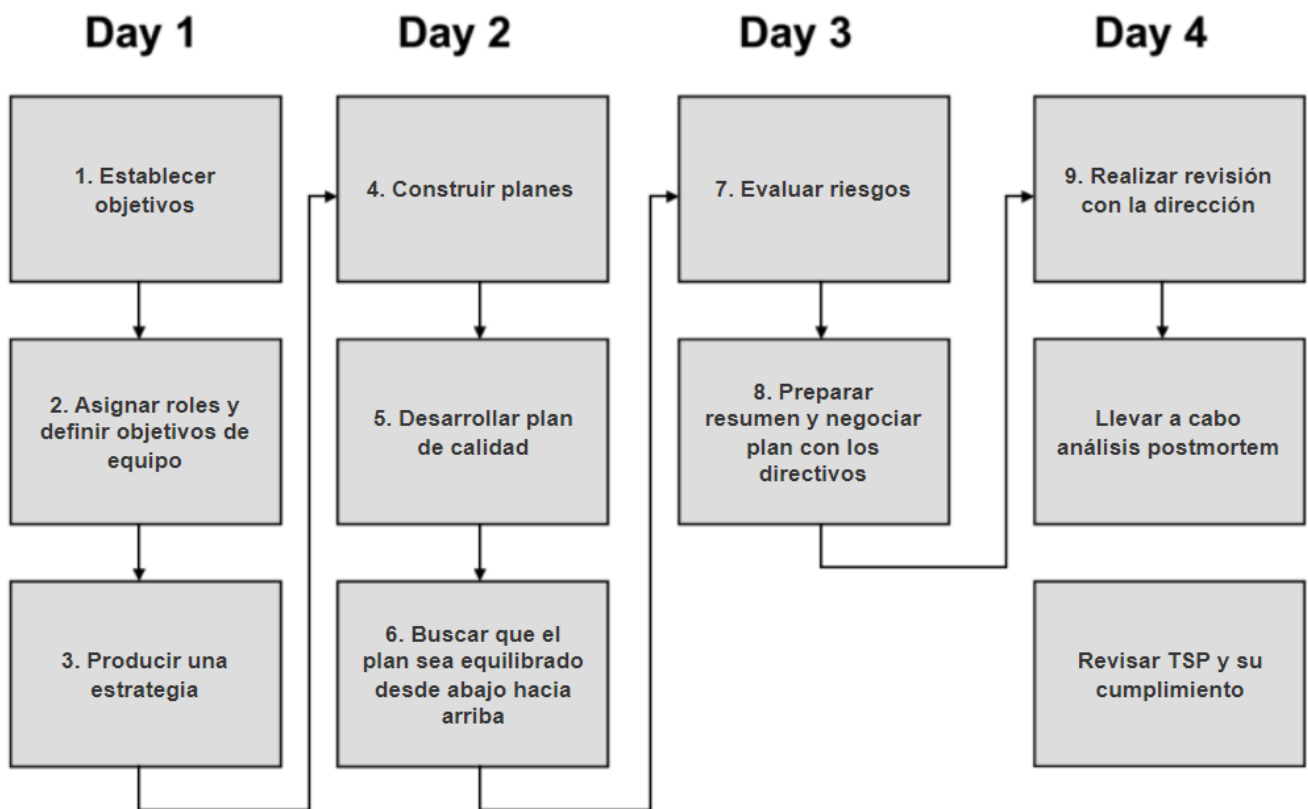 Day 1
Day 2
Day 3
Day 4
1. Establecer
objetivos
2. Asignar roles y
definir objetivos de
equipo
3. Producir una
estrategia
4. Construir planes
5. Desarrollar plan
de calidad
6. Buscar que el
plan sea equilibrado
desde abajo hacia
arriba
7. Evaluar riesgos
8. Preparar
resumen y negociar
plan con los
directivos
9. Realizar revisión
con la dirección
Llevar a cabo
análisis postmortem
Revisar TSP y su
cumplimiento